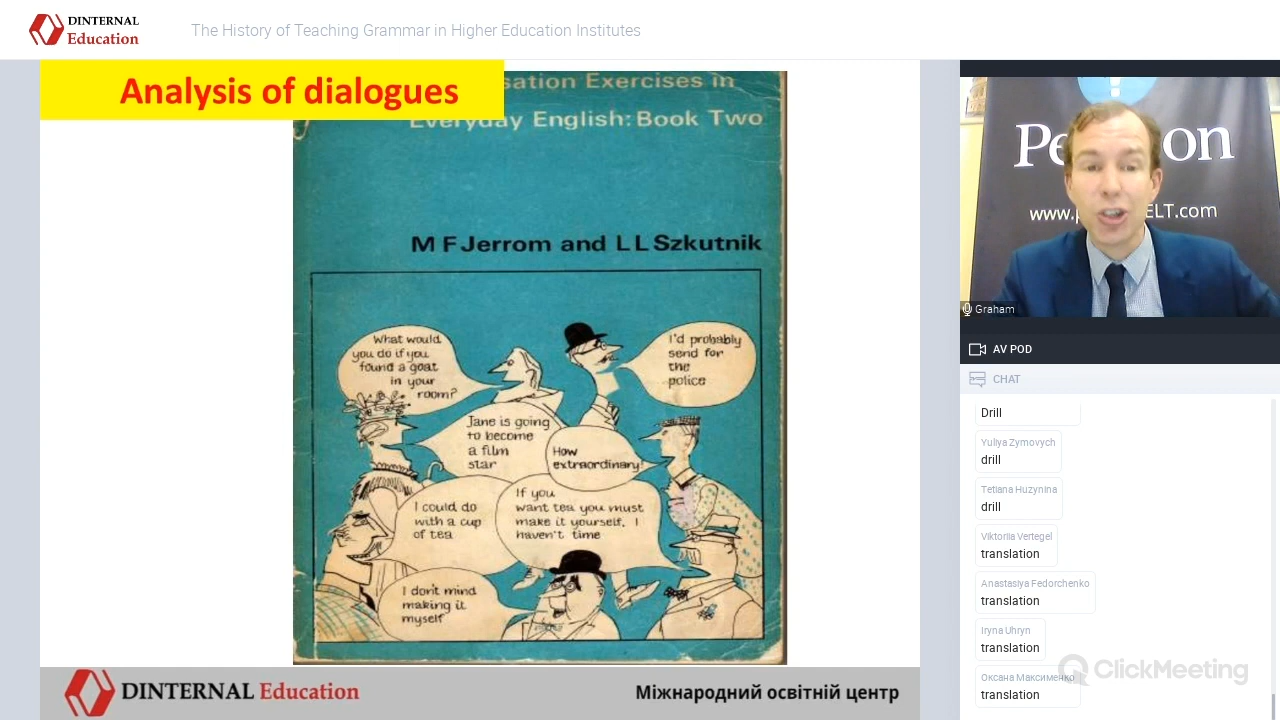 DINTERNAL
Education
The History of Teaching Grammar in Higher Education Institutes
Analysis of dialogues
sation Exercises in
Everyday English: Book Two
M F Jerrom and L L Szkutnik
What would
you do if you
found a goat
in your
room?
I'd probably
send for
the
police
Jane is going
to become
a film
star
How
extraordinary!
I could do
with a cup
of tea
If you
want tea you must
make it yourself. I
haven't time
I don't mind
making it
myself
DINTERNAL Education
Міжнародний освітній центр
Pe on
www.p ELT.com
Graham
AV POD
CHAT
Drill
Yuliya Zymovych
drill
Tetiana Huzynina
drill
Viktoriia Vertegel
translation
Anastasiya Fedorchenko
translation
Iryna Uhryn
translation
Оксана Максименко
translation
ClickMeeting